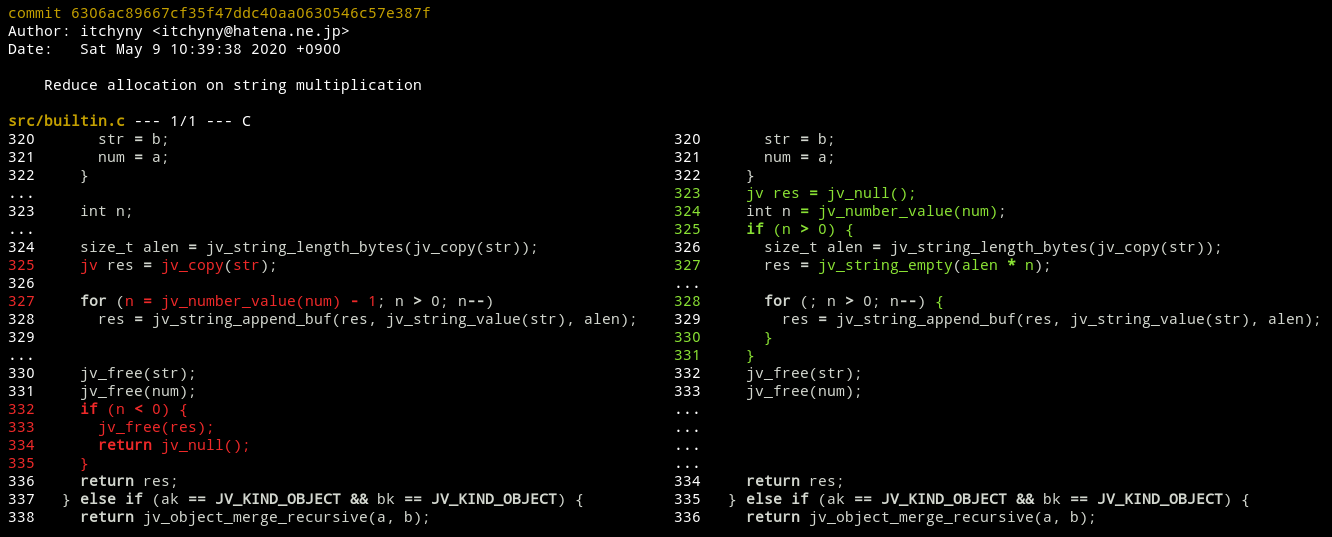 commit 6306ac89667cf35f47ddc40aa0630546c57e387f
Author: itchyny <itchyny@hatena.ne.jp>
Date:   Sat May 9 10:39:38 2020 +0900
    Reduce allocation on string multiplication
src/builtin.c --- 1/1 --- C
320       str = b;                                              320       str = b;
321       num = a;                                              321       num = a;
322     }                                                       322     }
...                                                             323     jv res = jv_null();
323     int n;                                                  324     int n = jv_number_value(num);
...                                                             325     if (n > 0) {
324     size_t alen = jv_string_length_bytes(jv_copy(str));     326       size_t alen = jv_string_length_bytes(jv_copy(str));
325     jv res = jv_copy(str);                                  327       res = jv_string_empty(alen * n);
326                                                             ...
327     for (n = jv_number_value(num) - 1; n > 0; n--)          328       for (; n > 0; n--) {
328       res = jv_string_append_buf(res, jv_string_value(str), alen);     329         res = jv_string_append_buf(res, jv_string_value(str), alen);
329                                                             330       }
...                                                             331     }
330     jv_free(str);                                           332     jv_free(str);
331     jv_free(num);                                           333     jv_free(num);
332     if (n < 0) {                                            ...
333       jv_free(res);                                         ...
334       return jv_null();                                     ...
335     }                                                       ...
336     return res;                                             334     return res;
337   } else if (ak == JV_KIND_OBJECT && bk == JV_KIND_OBJECT) {     335   } else if (ak == JV_KIND_OBJECT && bk == JV_KIND_OBJECT) {
338     return jv_object_merge_recursive(a, b);                 336     return jv_object_merge_recursive(a, b);